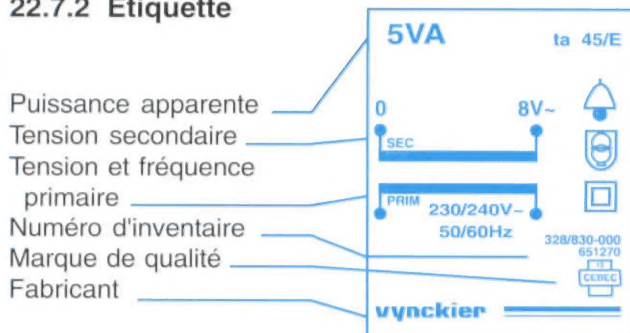 22.7.2 Etiquette
Puissance apparente
Tension secondaire
Tension et fréquence
primaire
Numéro d'inventaire
Marque de qualité
Fabricant
5VA
ta 45/E
0
8V~
SEC
PRIM
230/240V~
50/60Hz
328/830-000
651270
CEBEC
vynckier